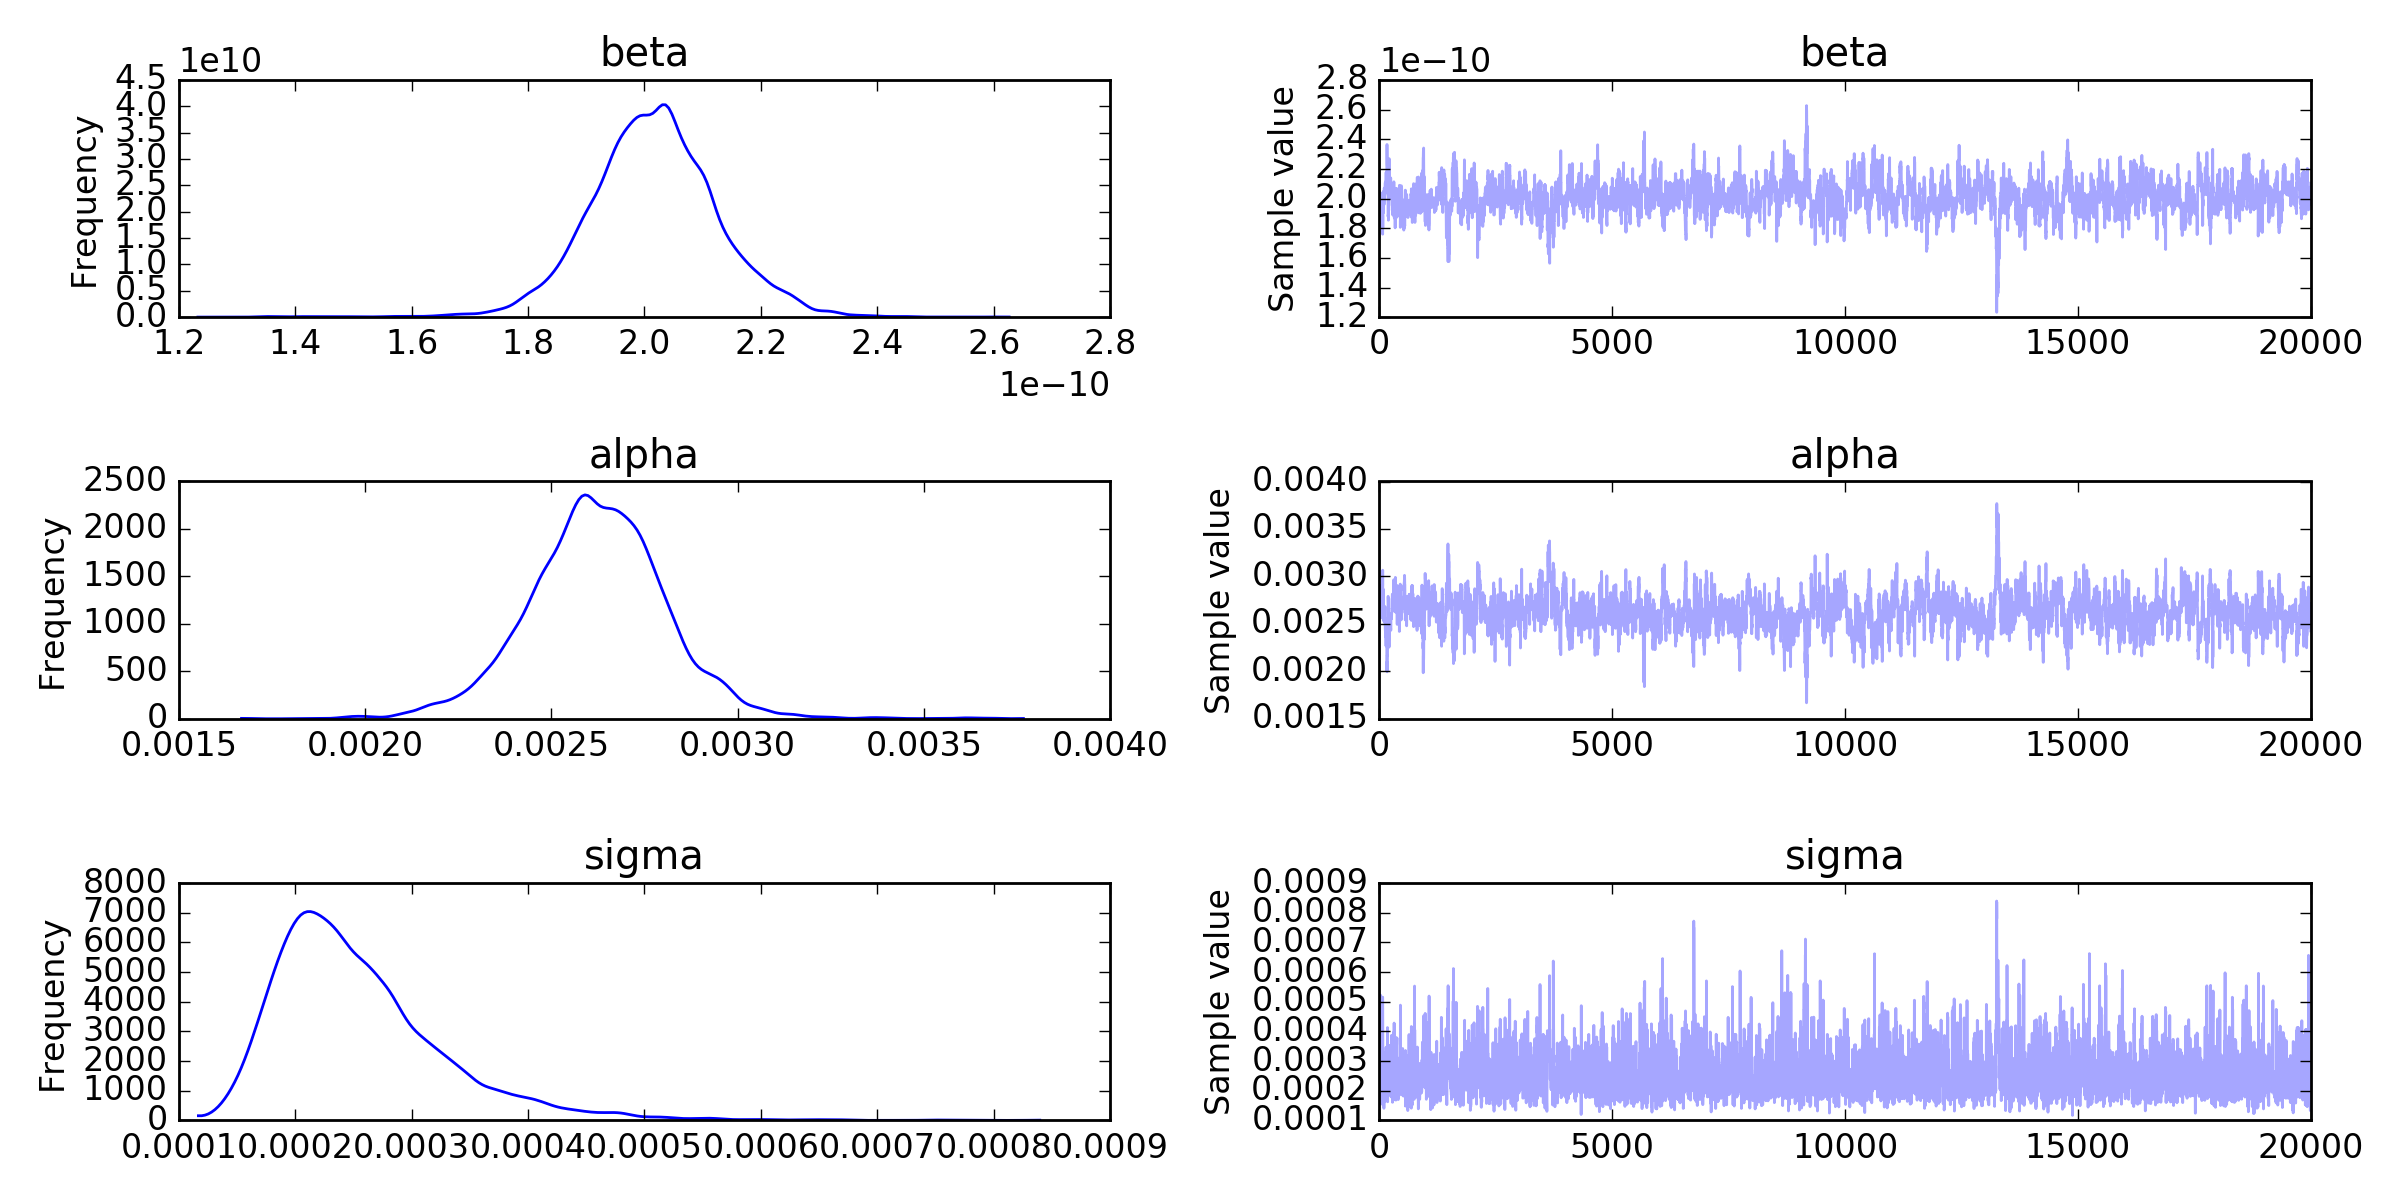 beta
1e10
Frequency
4.5
4.0
3.5
3.0
2.5
2.0
1.5
1.0
0.5
0.0
1.2 1.4 1.6 1.8 2.0 2.2 2.4 2.6 2.8
1e−10
beta
1e−10
Sample value
2.8
2.6
2.4
2.2
2.0
1.8
1.6
1.4
1.2
0 5000 10000 15000 20000
alpha
Frequency
2500
2000
1500
1000
500
0
0.0015 0.0020 0.0025 0.0030 0.0035 0.0040
alpha
Sample value
0.0040
0.0035
0.0030
0.0025
0.0020
0.0015
0 5000 10000 15000 20000
sigma
Frequency
8000
7000
6000
5000
4000
3000
2000
1000
0
0.0001 0.0002 0.0003 0.0004 0.0005 0.0006 0.0007 0.0008 0.0009
sigma
Sample value
0.0009
0.0008
0.0007
0.0006
0.0005
0.0004
0.0003
0.0002
0.0001
0 5000 10000 15000 20000